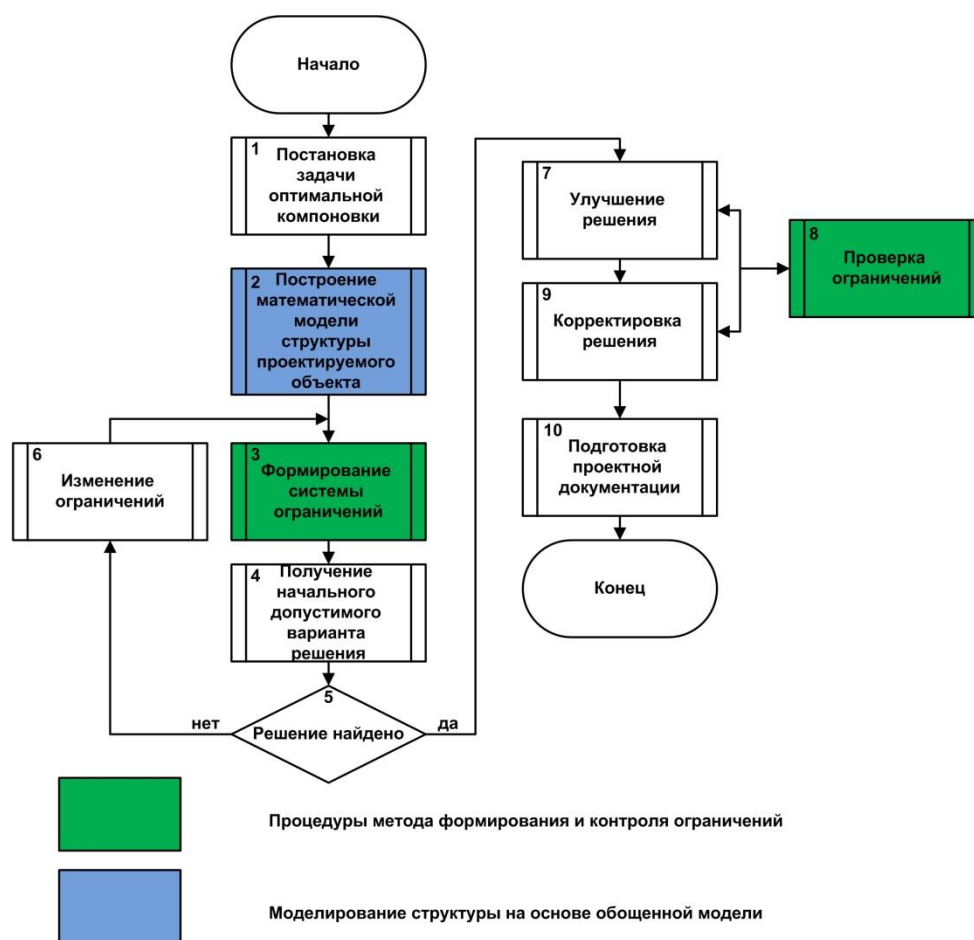 Начало
1
Постановка
задачи
оптимальной
компоновки
2
Построение
математической
модели
структуры
проектируемого
объекта
3
Формирование
системы
ограничений
4
Получение
начального
допустимого
варианта
решения
5
Решение найдено
нет
да
6
Изменение
ограничений
7
Улучшение
решения
8
Проверка
ограничений
9
Корректировка
решения
10
Подготовка
проектной
документации
Конец
Процедуры метода формирования и контроля ограничений
Моделирование структуры на основе обощенной модели